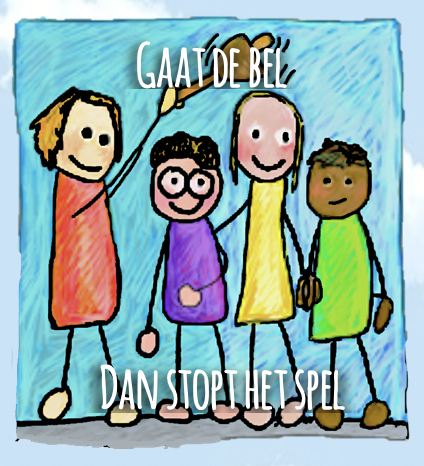 Gaat de bel
Dan stopt het spel